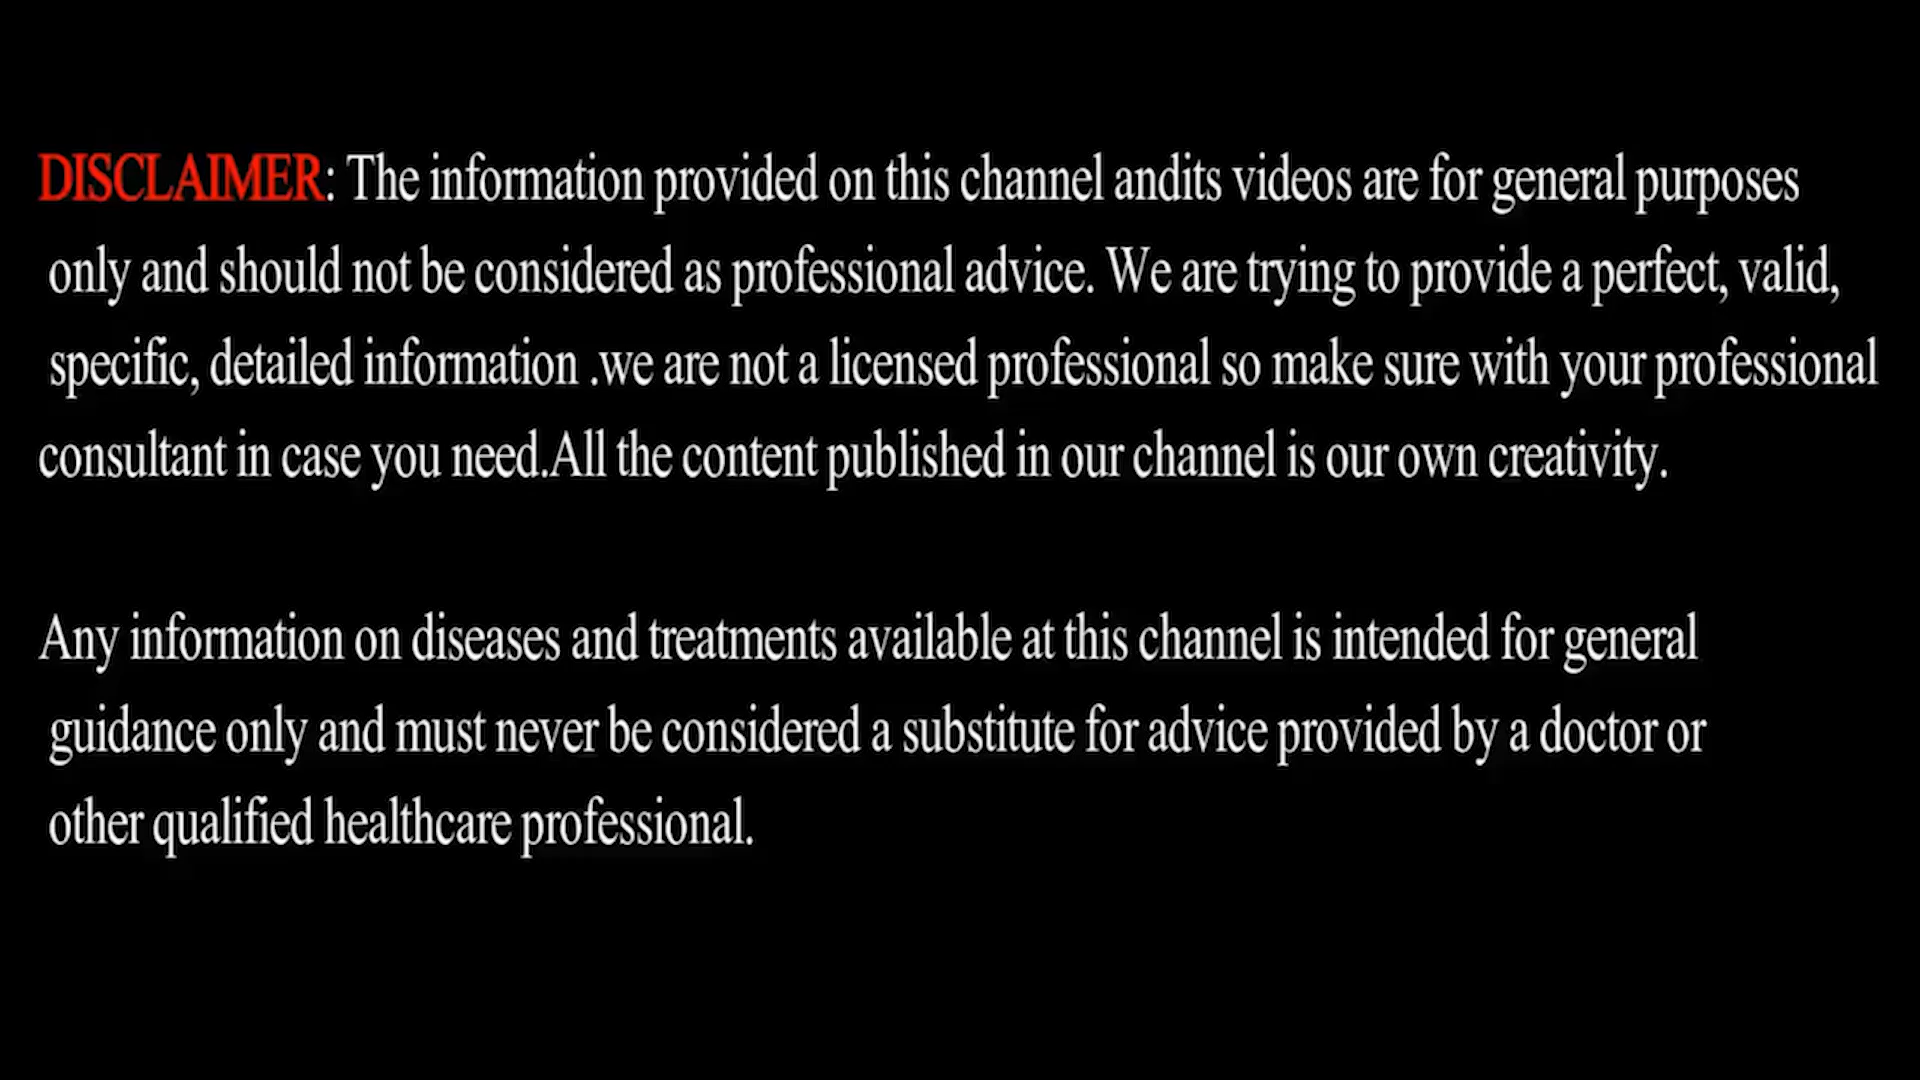 DISCLAIMER: The information provided on this channel andits videos are for general purposes
only and should not be considered as professional advice. We are trying to provide a perfect, valid,
specific, detailed information .we are not a licensed professional so make sure with your professional
consultant in case you need.All the content published in our channel is our own creativity.
Any information on diseases and treatments available at this channel is intended for general
guidance only and must never be considered a substitute for advice provided by a doctor or
other qualified healthcare professional.